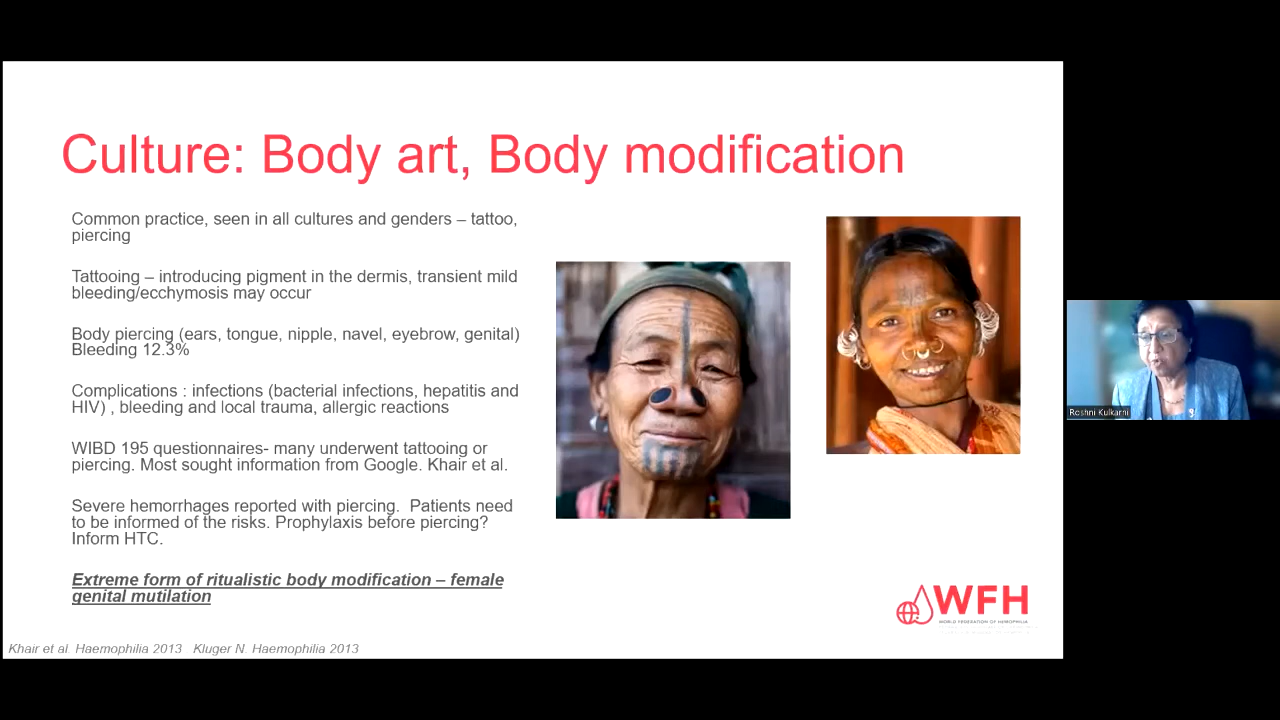 Culture: Body art, Body modification
Common practice, seen in all cultures and genders – tattoo,
piercing
Tattooing – introducing pigment in the dermis, transient mild
bleeding/ecchymosis may occur
Body piercing (ears, tongue, nipple, navel, eyebrow, genital)
Bleeding 12.3%
Complications : infections (bacterial infections, hepatitis and
HIV) , bleeding and local trauma, allergic reactions
WIBD 195 questionnaires- many underwent tattooing or
piercing. Most sought information from Google. Khair et al.
Severe hemorrhages reported with piercing.  Patients need
to be informed of the risks. Prophylaxis before piercing?
Inform HTC.
Extreme form of ritualistic body modification – female
genital mutilation
WFH
WORLD FEDERATION OF HEMOPHILIA
Khair et al. Haemophilia 2013   Kluger N. Haemophilia 2013
Roshni Kulkarni